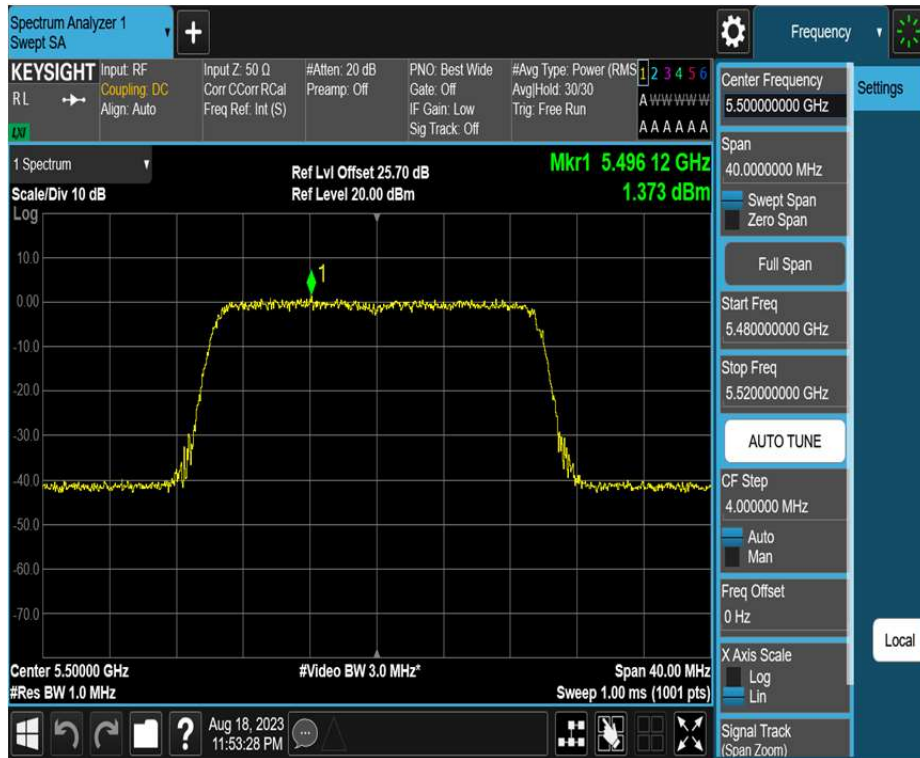 Spectrum Analyzer 1
Swept SA
+
Frequency
KEYSIGHT
R L
LXI
Input: RF
Coupling: DC
Align: Auto
Input Z: 50 Ω
Corr CCorr RCal
Freq Ref: Int (S)
#Atten: 20 dB
Preamp: Off
PNO: Best Wide
Gate: Off
IF Gain: Low
Sig Track: Off
#Avg Type: Power (RMS
Avg|Hold: 30/30
Trig: Free Run
1 2 3 4 5 6
A W W W W W
A A A A A A
1 Spectrum
Scale/Div 10 dB
Log
Ref Lvl Offset 25.70 dB
Ref Level 20.00 dBm
Mkr1 5.496 12 GHz
1.373 dBm
1
10.0
0.00
-10.0
-20.0
-30.0
-40.0
-50.0
-60.0
-70.0
Center 5.50000 GHz
#Res BW 1.0 MHz
#Video BW 3.0 MHz*
Span 40.00 MHz
Sweep 1.00 ms (1001 pts)
?
Aug 18, 2023
11:53:28 PM
Center Frequency
5.50000000 GHz
Span
40.0000000 MHz
Swept Span
Zero Span
Full Span
Start Freq
5.480000000 GHz
Stop Freq
5.520000000 GHz
AUTO TUNE
CF Step
4.000000 MHz
Auto
Man
Freq Offset
0 Hz
X Axis Scale
Log
Lin
Signal Track
(Span Zoom)
Settings
Local